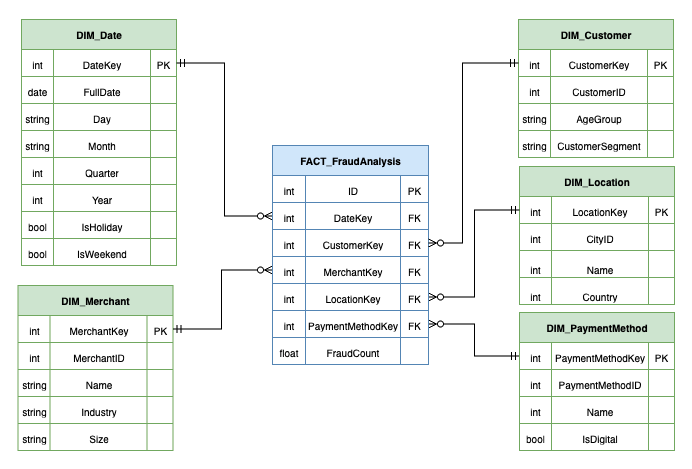 DIM_Date
int DateKey PK
date FullDate
string Day
string Month
int Quarter
int Year
bool IsHoliday
bool IsWeekend
DIM_Merchant
int MerchantKey PK
int MerchantID
string Name
string Industry
string Size
FACT_FraudAnalysis
int ID PK
int DateKey FK
int CustomerKey FK
int MerchantKey FK
int LocationKey FK
int PaymentMethodKey FK
float FraudCount
DIM_Customer
int CustomerKey PK
int CustomerID
string AgeGroup
string CustomerSegment
DIM_Location
int LocationKey PK
int CityID
int Name
int Country
DIM_PaymentMethod
int PaymentMethodKey PK
int PaymentMethodID
int Name
bool IsDigital